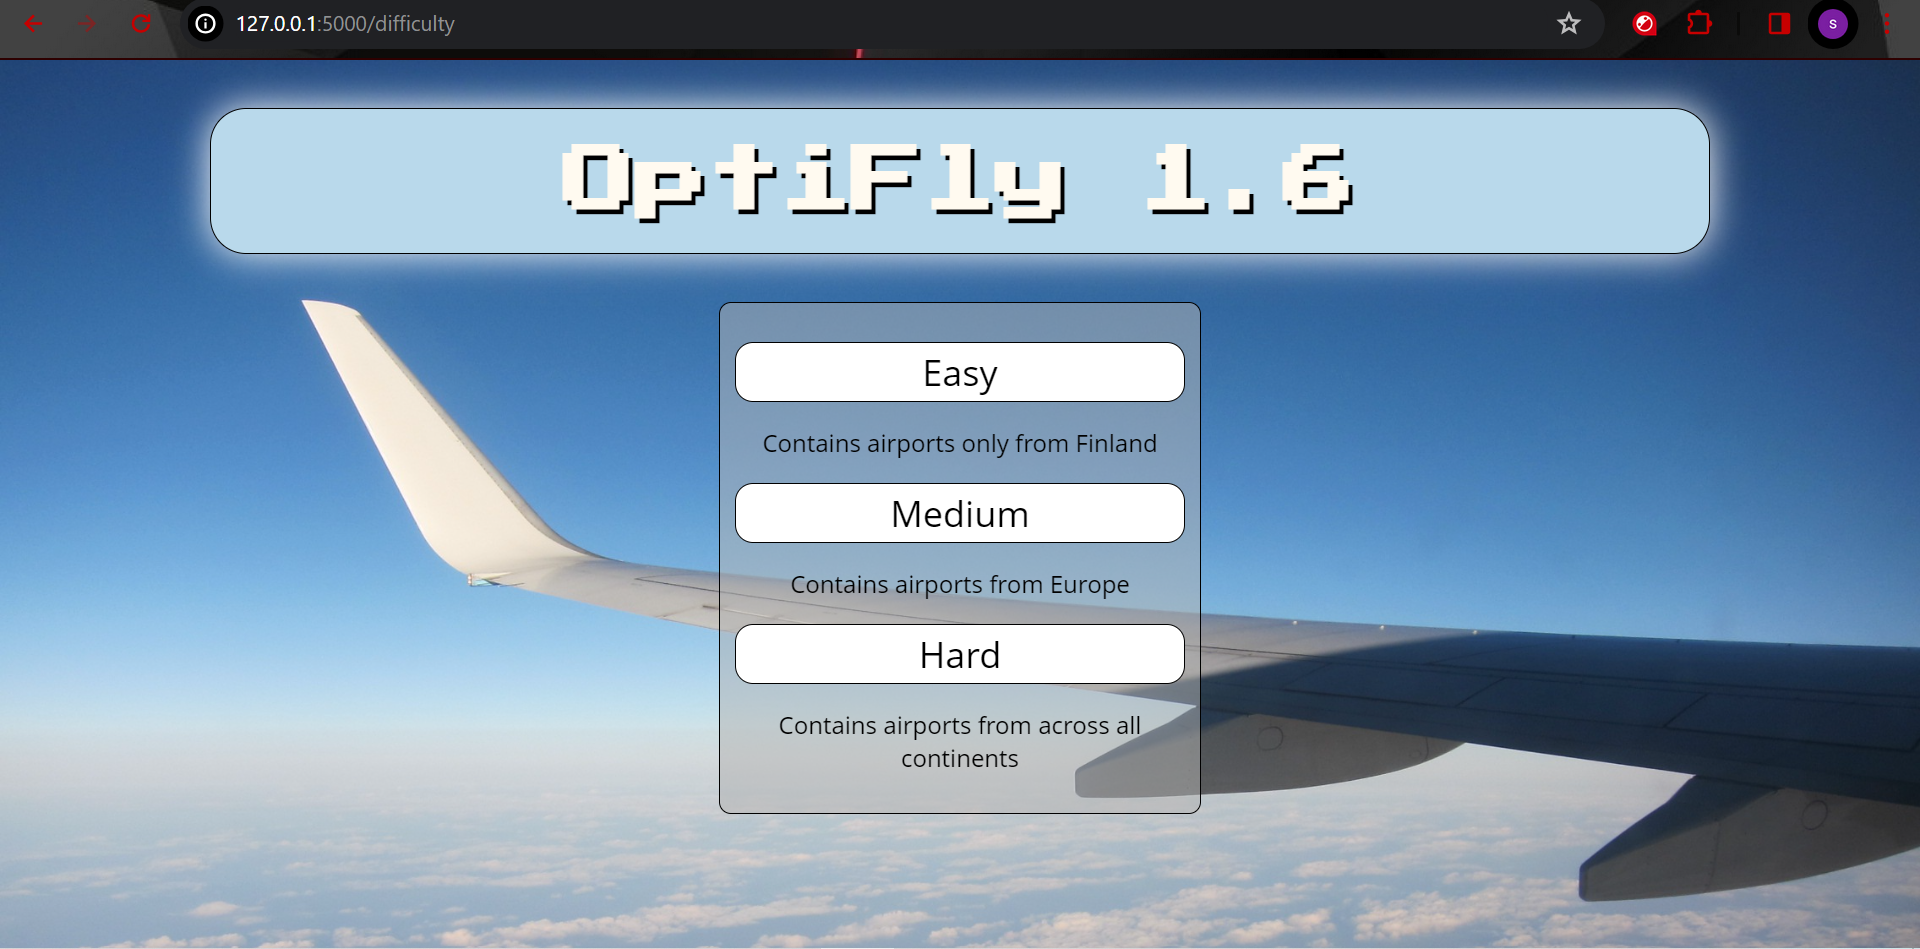 127.0.0.1:5000/difficulty
S
OptiFly 1.6
Easy
Contains airports only from Finland
Medium
Contains airports from Europe
Hard
Contains airports from across all
continents